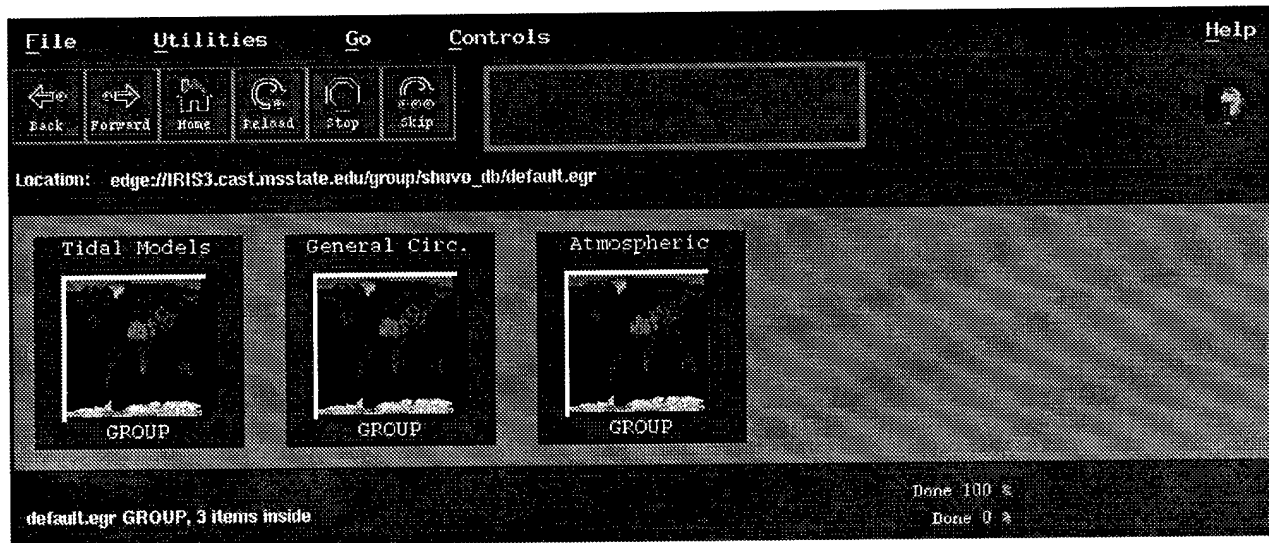 File Utilities Go Controls Help
Back Forward Home Reload Stop Skip
Location: edge://IRIS3.cast.msstate.edu/group/shuvo_db/default.egr
Tidal Models General Circ. Atmospheric
GROUP GROUP GROUP
Done 100 %
default.egr GROUP, 3 items inside Done 0 %